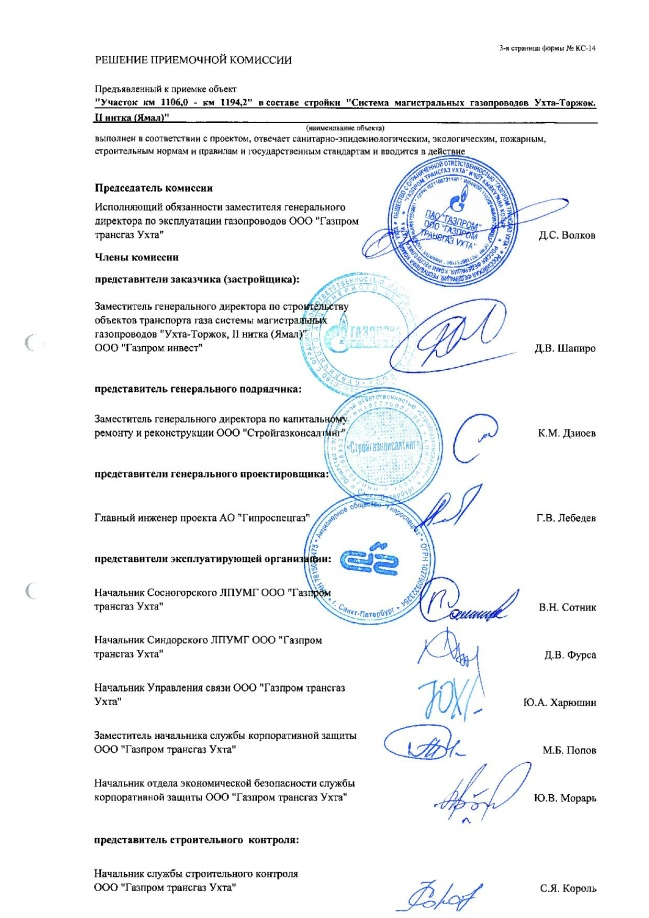 3-я страница формы № КС-14
РЕШЕНИЕ ПРИЕМОЧНОЙ КОМИССИИ
Предъявленный к приемке объект
"Участок км 1106,0 - км 1194,2" в составе стройки "Система магистральных газопроводов Ухта-Торжок.
II нитка (Ямал)"
(наименование объекта)
выполнен в соответствии с проектом, отвечает санитарно-эпидемиологическим, экологическим, пожарным,
строительным нормам и правилам и государственным стандартам и вводится в действие
Председатель комиссии
Исполняющий обязанности заместителя генерального
директора по эксплуатации газопроводов ООО "Газпром
трансгаз Ухта"
Д.С. Волков
ПАО "ГАЗПРОМ"
ООО "ГАЗПРОМ
ТРАНСГАЗ УХТА"
Члены комиссии
представители заказчика (застройщика):
Заместитель генерального директора по строительству
объектов транспорта газа системы магистральных
газопроводов "Ухта-Торжок, II нитка (Ямал)"
ООО "Газпром инвест"
Д.В. Шапиро
ГАЗПРОМ
представитель генерального подрядчика:
Заместитель генерального директора по капитальному
ремонту и реконструкции ООО "Стройгазконсалтинг"
К.М. Дзиоев
«Стройгазконсалтинг»
представители генерального проектировщика:
Главный инженер проекта АО "Гипроспецгаз"
Г.В. Лебедев
Акционерное общество "Гипроспецгаз"
г. Санкт-Петербург
представители эксплуатирующей организации:
Начальник Сосногорского ЛПУМГ ООО "Газпром
трансгаз Ухта"
В.Н. Сотник
Начальник Синдорского ЛПУМГ ООО "Газпром
трансгаз Ухта"
Д.В. Фурса
Начальник Управления связи ООО "Газпром трансгаз
Ухта"
Ю.А. Харюшин
Заместитель начальника службы корпоративной защиты
ООО "Газпром трансгаз Ухта"
М.Б. Попов
Начальник отдела экономической безопасности службы
корпоративной защиты ООО "Газпром трансгаз Ухта"
Ю.В. Морарь
представитель строительного контроля:
Начальник службы строительного контроля
ООО "Газпром трансгаз Ухта"
С.Я. Король